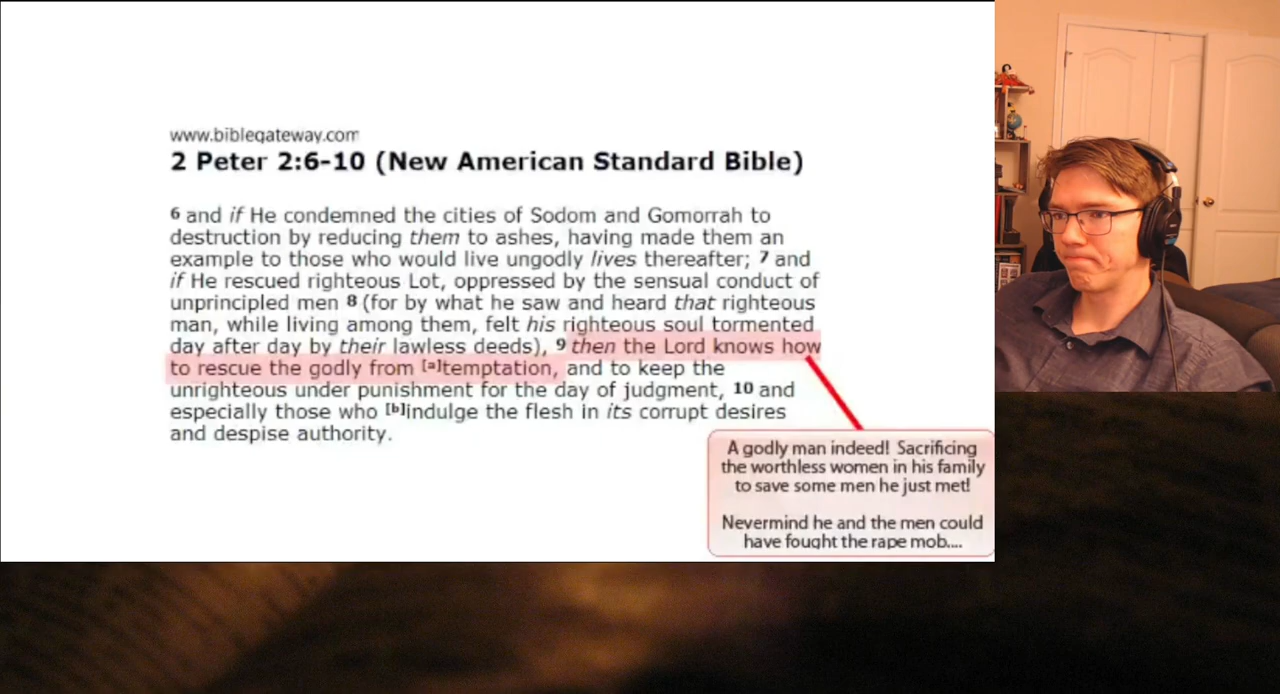 www.biblegateway.com
2 Peter 2:6-10 (New American Standard Bible)
6 and if He condemned the cities of Sodom and Gomorrah to
destruction by reducing them to ashes, having made them an
example to those who would live ungodly lives thereafter; 7 and
if He rescued righteous Lot, oppressed by the sensual conduct of
unprincipled men 8 (for by what he saw and heard that righteous
man, while living among them, felt his righteous soul tormented
day after day by their lawless deeds), 9 then the Lord knows how
to rescue the godly from [a]temptation, and to keep the
unrighteous under punishment for the day of judgment, 10 and
especially those who [b]indulge the flesh in its corrupt desires
and despise authority.
A godly man indeed! Sacrificing
the worthless women in his family
to save some men he just met!
Nevermind he and the men could
have fought the rape mob....